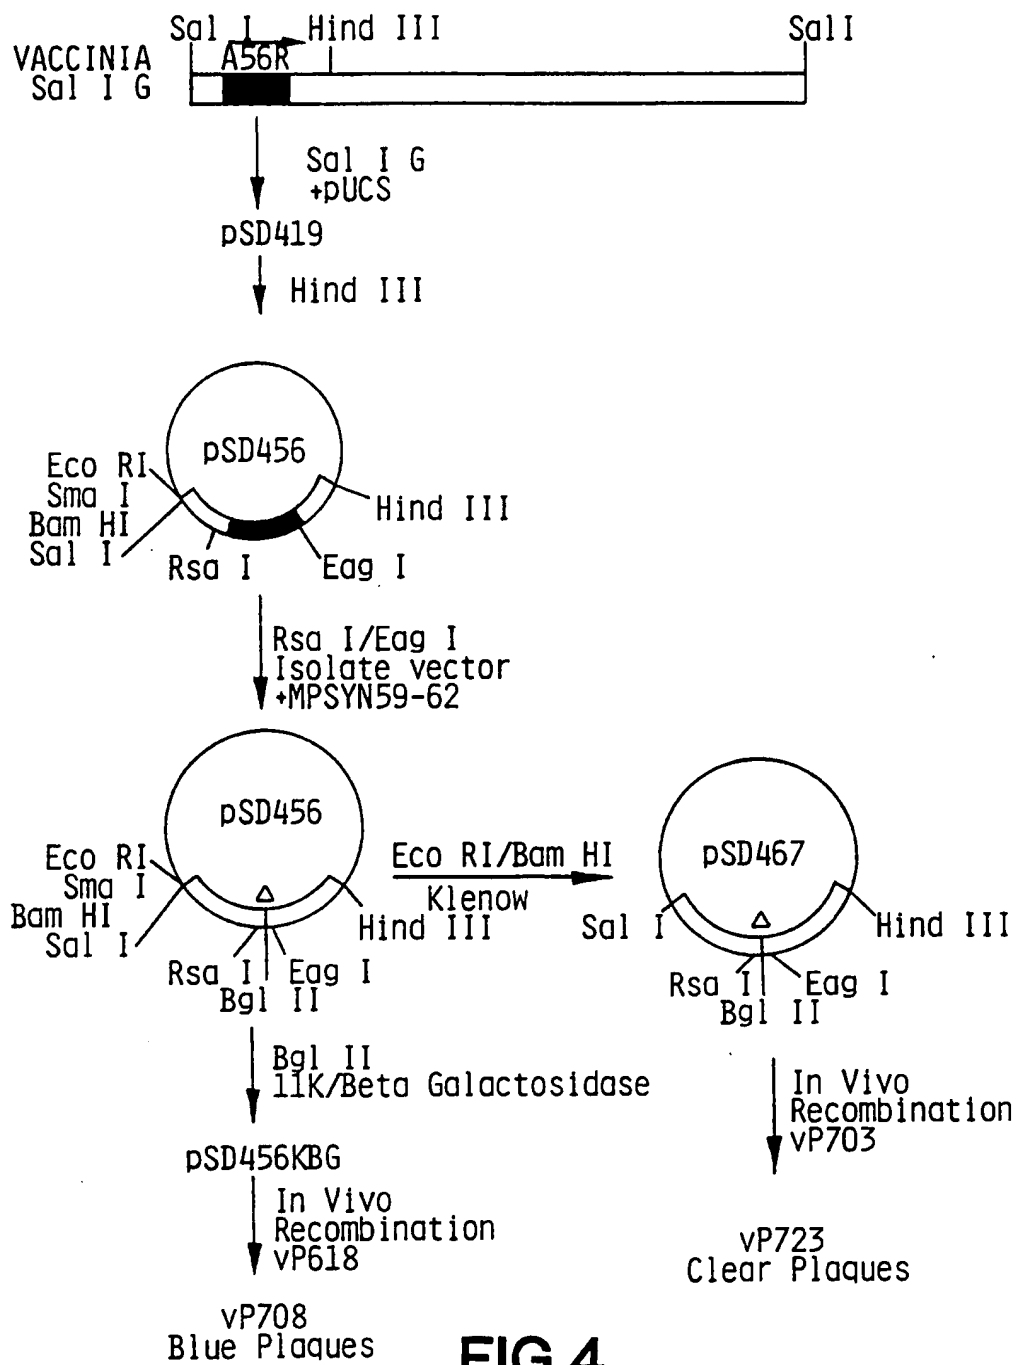 Sal I
Hind III
Sal I
VACCINIA
A56R
Sal I G
Sal I G
+pUCS
pSD419
Hind III
pSD456
Eco RI
Sma I
Bam HI
Sal I
Hind III
Rsa I
Eag I
Rsa I/Eag I
Isolate vector
+MPSYN59-62
pSD456
Eco RI
Sma I
Bam HI
Sal I
Δ
Hind III
Rsa I
Eag I
Bgl II
Eco RI/Bam HI
Klenow
pSD467
Sal I
Δ
Hind III
Rsa I
Eag I
Bgl II
Bgl II
11K/Beta Galactosidase
pSD456KBG
In Vivo
Recombination
vP618
vP708
Blue Plaques
In Vivo
Recombination
vP703
vP723
Clear Plaques
FIG.4